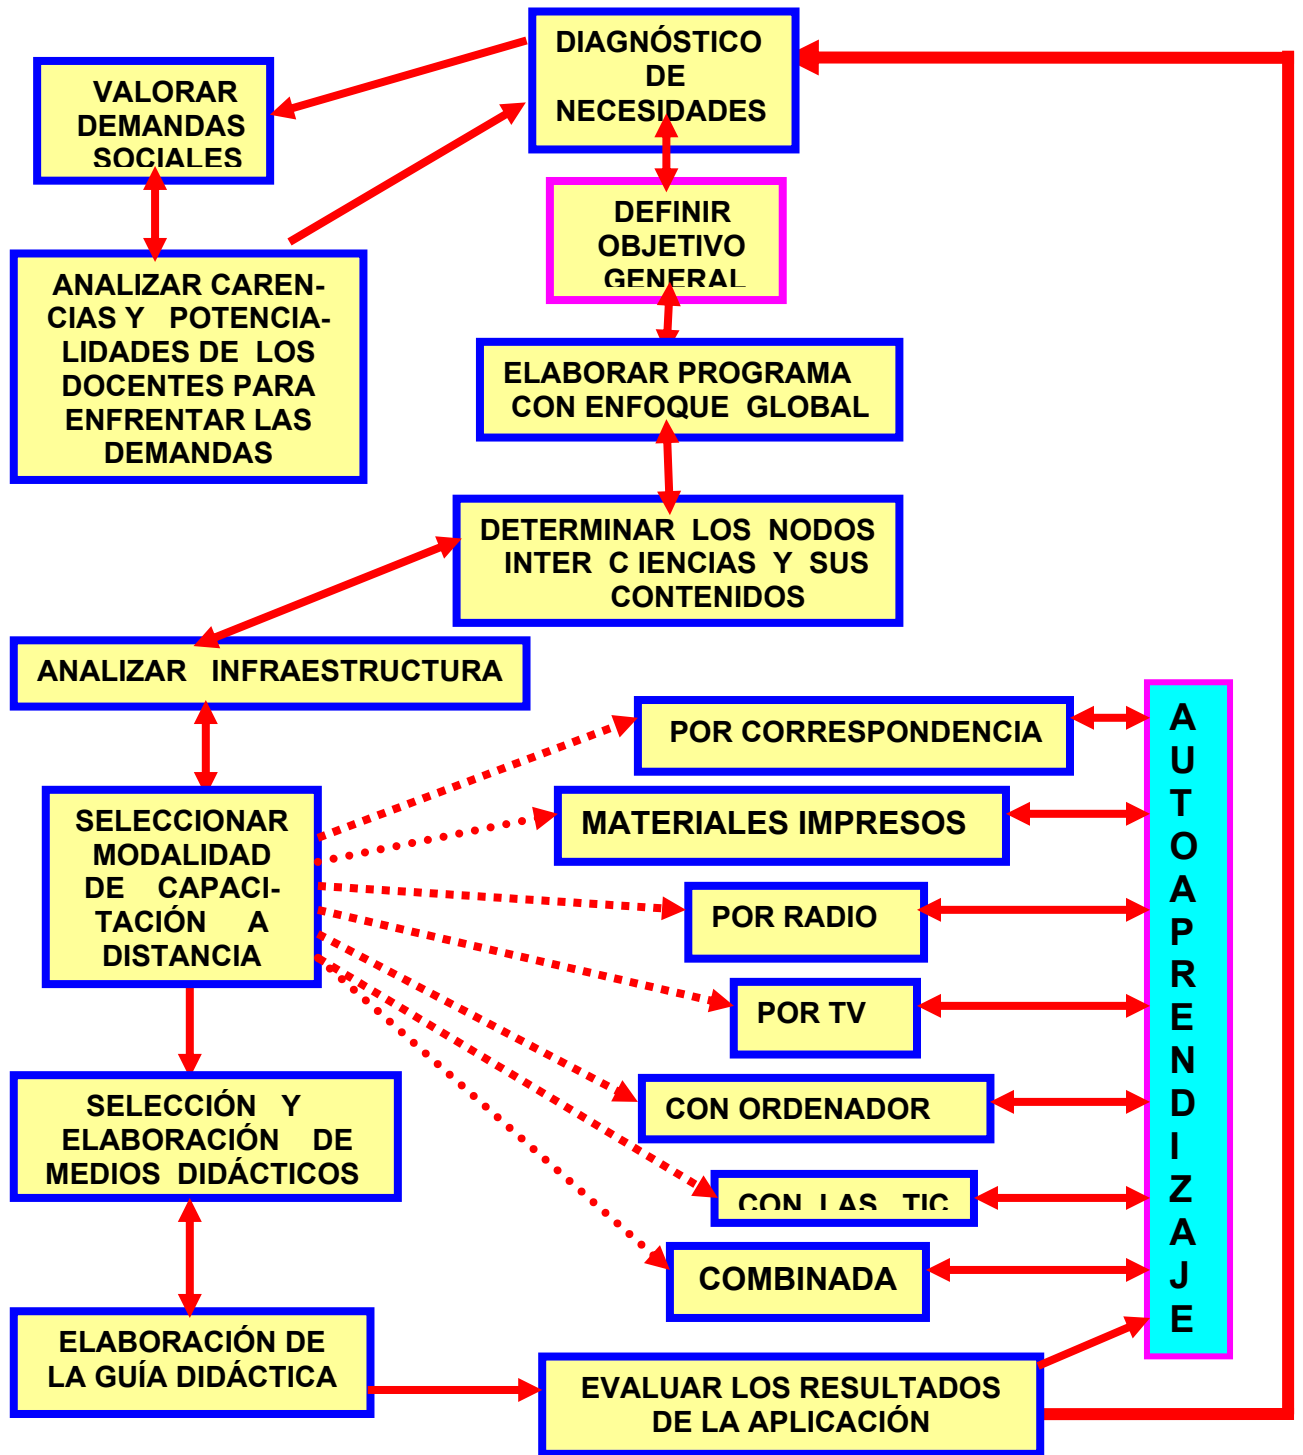 DIAGNÓSTICO
DE
NECESIDADES
VALORAR
DEMANDAS
SOCIALES
DEFINIR
OBJETIVO
GENERAL
ANALIZAR CAREN-
CIAS Y POTENCIA-
LIDADES DE LOS
DOCENTES PARA
ENFRENTAR LAS
DEMANDAS
ELABORAR PROGRAMA
CON ENFOQUE GLOBAL
DETERMINAR LOS NODOS
INTER C IENCIAS Y SUS
CONTENIDOS
ANALIZAR INFRAESTRUCTURA
SELECCIONAR
MODALIDAD
DE CAPACI-
TACIÓN A
DISTANCIA
POR CORRESPONDENCIA
MATERIALES IMPRESOS
POR RADIO
POR TV
CON ORDENADOR
CON LAS TIC
COMBINADA
A
U
T
O
A
P
R
E
N
D
I
Z
A
J
E
SELECCIÓN Y
ELABORACIÓN DE
MEDIOS DIDÁCTICOS
ELABORACIÓN DE
LA GUÍA DIDÁCTICA
EVALUAR LOS RESULTADOS
DE LA APLICACIÓN